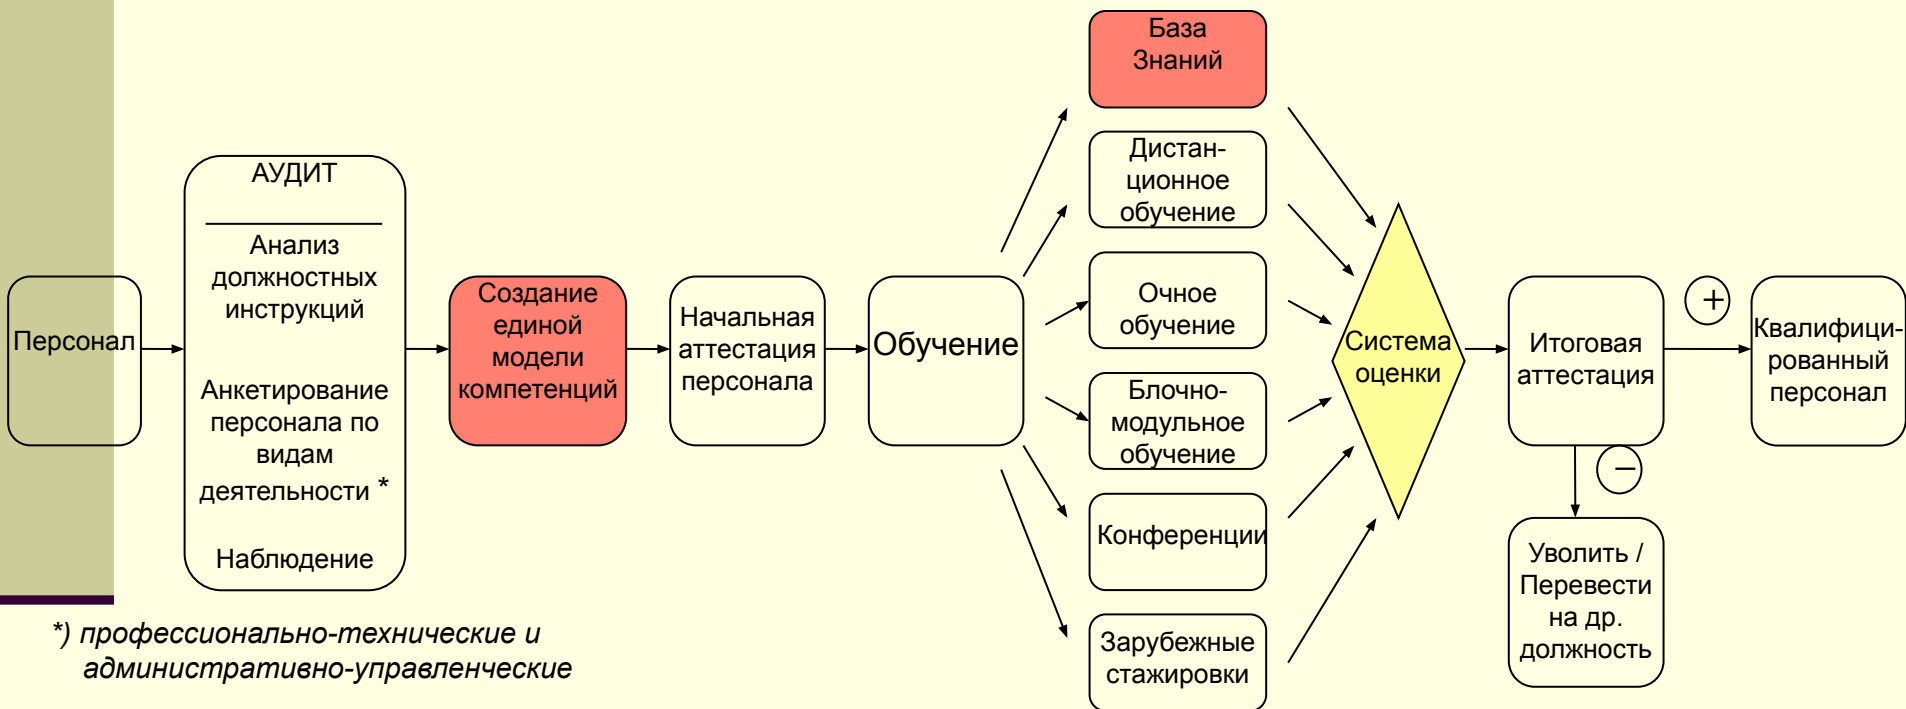 Персонал
АУДИТ
Анализ
должностных
инструкций
Анкетирование
персонала по
видам
деятельности *
Наблюдение
Создание
единой
модели
компетенций
Начальная
аттестация
персонала
Обучение
База
Знаний
Дистан-
ционное
обучение
Очное
обучение
Блочно-
модульное
обучение
Конференции
Зарубежные
стажировки
Система
оценки
Итоговая
аттестация
+
Квалифици-
рованный
персонал
−
Уволить /
Перевести
на др.
должность
*) профессионально-технические и
административно-управленческие